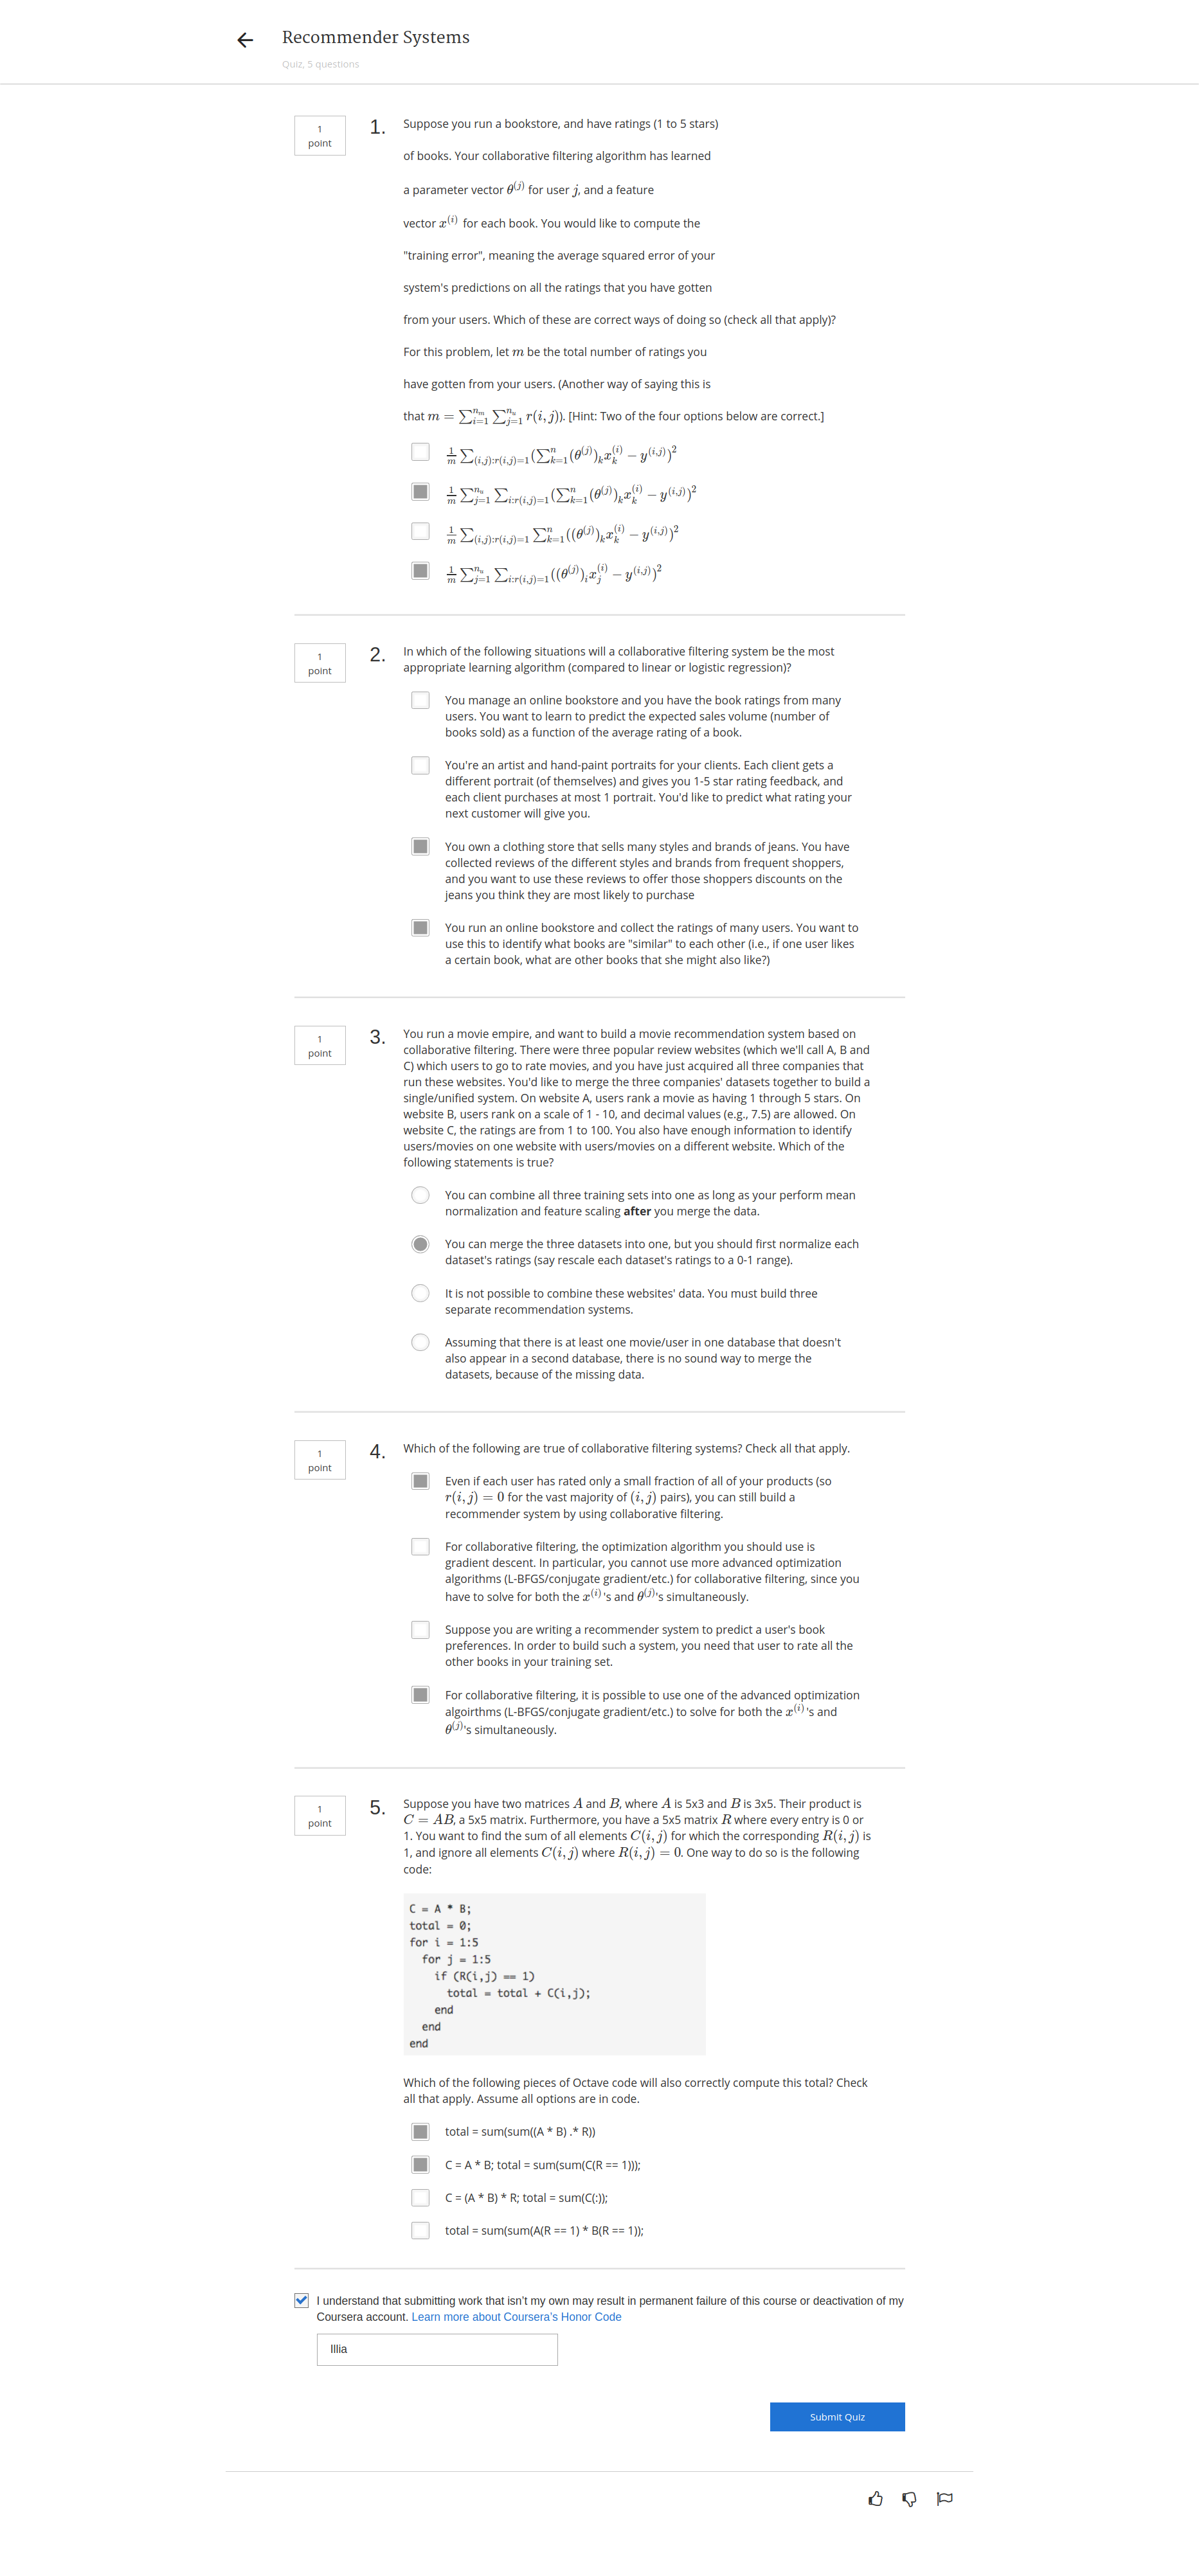 Recommender Systems
Quiz, 5 questions
1
point
1.
Suppose you run a bookstore, and have ratings (1 to 5 stars)
of books. Your collaborative filtering algorithm has learned
a parameter vector θ^{(j)} for user j, and a feature
vector x^{(i)} for each book. You would like to compute the
"training error", meaning the average squared error of your
system's predictions on all the ratings that you have gotten
from your users. Which of these are correct ways of doing so (check all that apply)?
For this problem, let m be the total number of ratings you
have gotten from your users. (Another way of saying this is
that m = ∑_{i=1}^{n_m} ∑_{j=1}^{n_u} r(i, j)). [Hint: Two of the four options below are correct.]
\frac{1}{m} ∑_{(i,j):r(i,j)=1} (∑_{k=1}^{n} (θ^{(j)})_k x_k^{(i)} − y^{(i,j)})^2
\frac{1}{m} ∑_{j=1}^{n_u} ∑_{i:r(i,j)=1} (∑_{k=1}^{n} (θ^{(j)})_k x_k^{(i)} − y^{(i,j)})^2
\frac{1}{m} ∑_{(i,j):r(i,j)=1} ∑_{k=1}^{n} ((θ^{(j)})_k x_k^{(i)} − y^{(i,j)})^2
\frac{1}{m} ∑_{j=1}^{n_u} ∑_{i:r(i,j)=1} ((θ^{(j)})_i x_j^{(i)} − y^{(i,j)})^2
1
point
2.
In which of the following situations will a collaborative filtering system be the most
appropriate learning algorithm (compared to linear or logistic regression)?
You manage an online bookstore and you have the book ratings from many
users. You want to learn to predict the expected sales volume (number of
books sold) as a function of the average rating of a book.
You're an artist and hand-paint portraits for your clients. Each client gets a
different portrait (of themselves) and gives you 1-5 star rating feedback, and
each client purchases at most 1 portrait. You'd like to predict what rating your
next customer will give you.
You own a clothing store that sells many styles and brands of jeans. You have
collected reviews of the different styles and brands from frequent shoppers,
and you want to use these reviews to offer those shoppers discounts on the
jeans you think they are most likely to purchase
You run an online bookstore and collect the ratings of many users. You want to
use this to identify what books are "similar" to each other (i.e., if one user likes
a certain book, what are other books that she might also like?)
1
point
3.
You run a movie empire, and want to build a movie recommendation system based on
collaborative filtering. There were three popular review websites (which we'll call A, B and
C) which users to go to rate movies, and you have just acquired all three companies that
run these websites. You'd like to merge the three companies' datasets together to build a
single/unified system. On website A, users rank a movie as having 1 through 5 stars. On
website B, users rank on a scale of 1 - 10, and decimal values (e.g., 7.5) are allowed. On
website C, the ratings are from 1 to 100. You also have enough information to identify
users/movies on one website with users/movies on a different website. Which of the
following statements is true?
You can combine all three training sets into one as long as your perform mean
normalization and feature scaling after you merge the data.
You can merge the three datasets into one, but you should first normalize each
dataset's ratings (say rescale each dataset's ratings to a 0-1 range).
It is not possible to combine these websites' data. You must build three
separate recommendation systems.
Assuming that there is at least one movie/user in one database that doesn't
also appear in a second database, there is no sound way to merge the
datasets, because of the missing data.
1
point
4.
Which of the following are true of collaborative filtering systems? Check all that apply.
Even if each user has rated only a small fraction of all of your products (so
r(i, j) = 0 for the vast majority of (i, j) pairs), you can still build a
recommender system by using collaborative filtering.
For collaborative filtering, the optimization algorithm you should use is
gradient descent. In particular, you cannot use more advanced optimization
algorithms (L-BFGS/conjugate gradient/etc.) for collaborative filtering, since you
have to solve for both the x^{(i)}'s and θ^{(j)}'s simultaneously.
Suppose you are writing a recommender system to predict a user's book
preferences. In order to build such a system, you need that user to rate all the
other books in your training set.
For collaborative filtering, it is possible to use one of the advanced optimization
algoirthms (L-BFGS/conjugate gradient/etc.) to solve for both the x^{(i)}'s and
θ^{(j)}'s simultaneously.
1
point
5.
Suppose you have two matrices A and B, where A is 5x3 and B is 3x5. Their product is
C = AB, a 5x5 matrix. Furthermore, you have a 5x5 matrix R where every entry is 0 or
1. You want to find the sum of all elements C(i, j) for which the corresponding R(i, j) is
1, and ignore all elements C(i, j) where R(i, j) = 0. One way to do so is the following
code:
C = A * B;
total = 0;
for i = 1:5
for j = 1:5
if (R(i,j) == 1)
total = total + C(i,j);
end
end
end
Which of the following pieces of Octave code will also correctly compute this total? Check
all that apply. Assume all options are in code.
total = sum(sum((A * B) .* R))
C = A * B; total = sum(sum(C(R == 1)));
C = (A * B) * R; total = sum(C(:));
total = sum(sum(A(R == 1) * B(R == 1));
I understand that submitting work that isn't my own may result in permanent failure of this course or deactivation of my
Coursera account. Learn more about Coursera's Honor Code
Illia
Submit Quiz